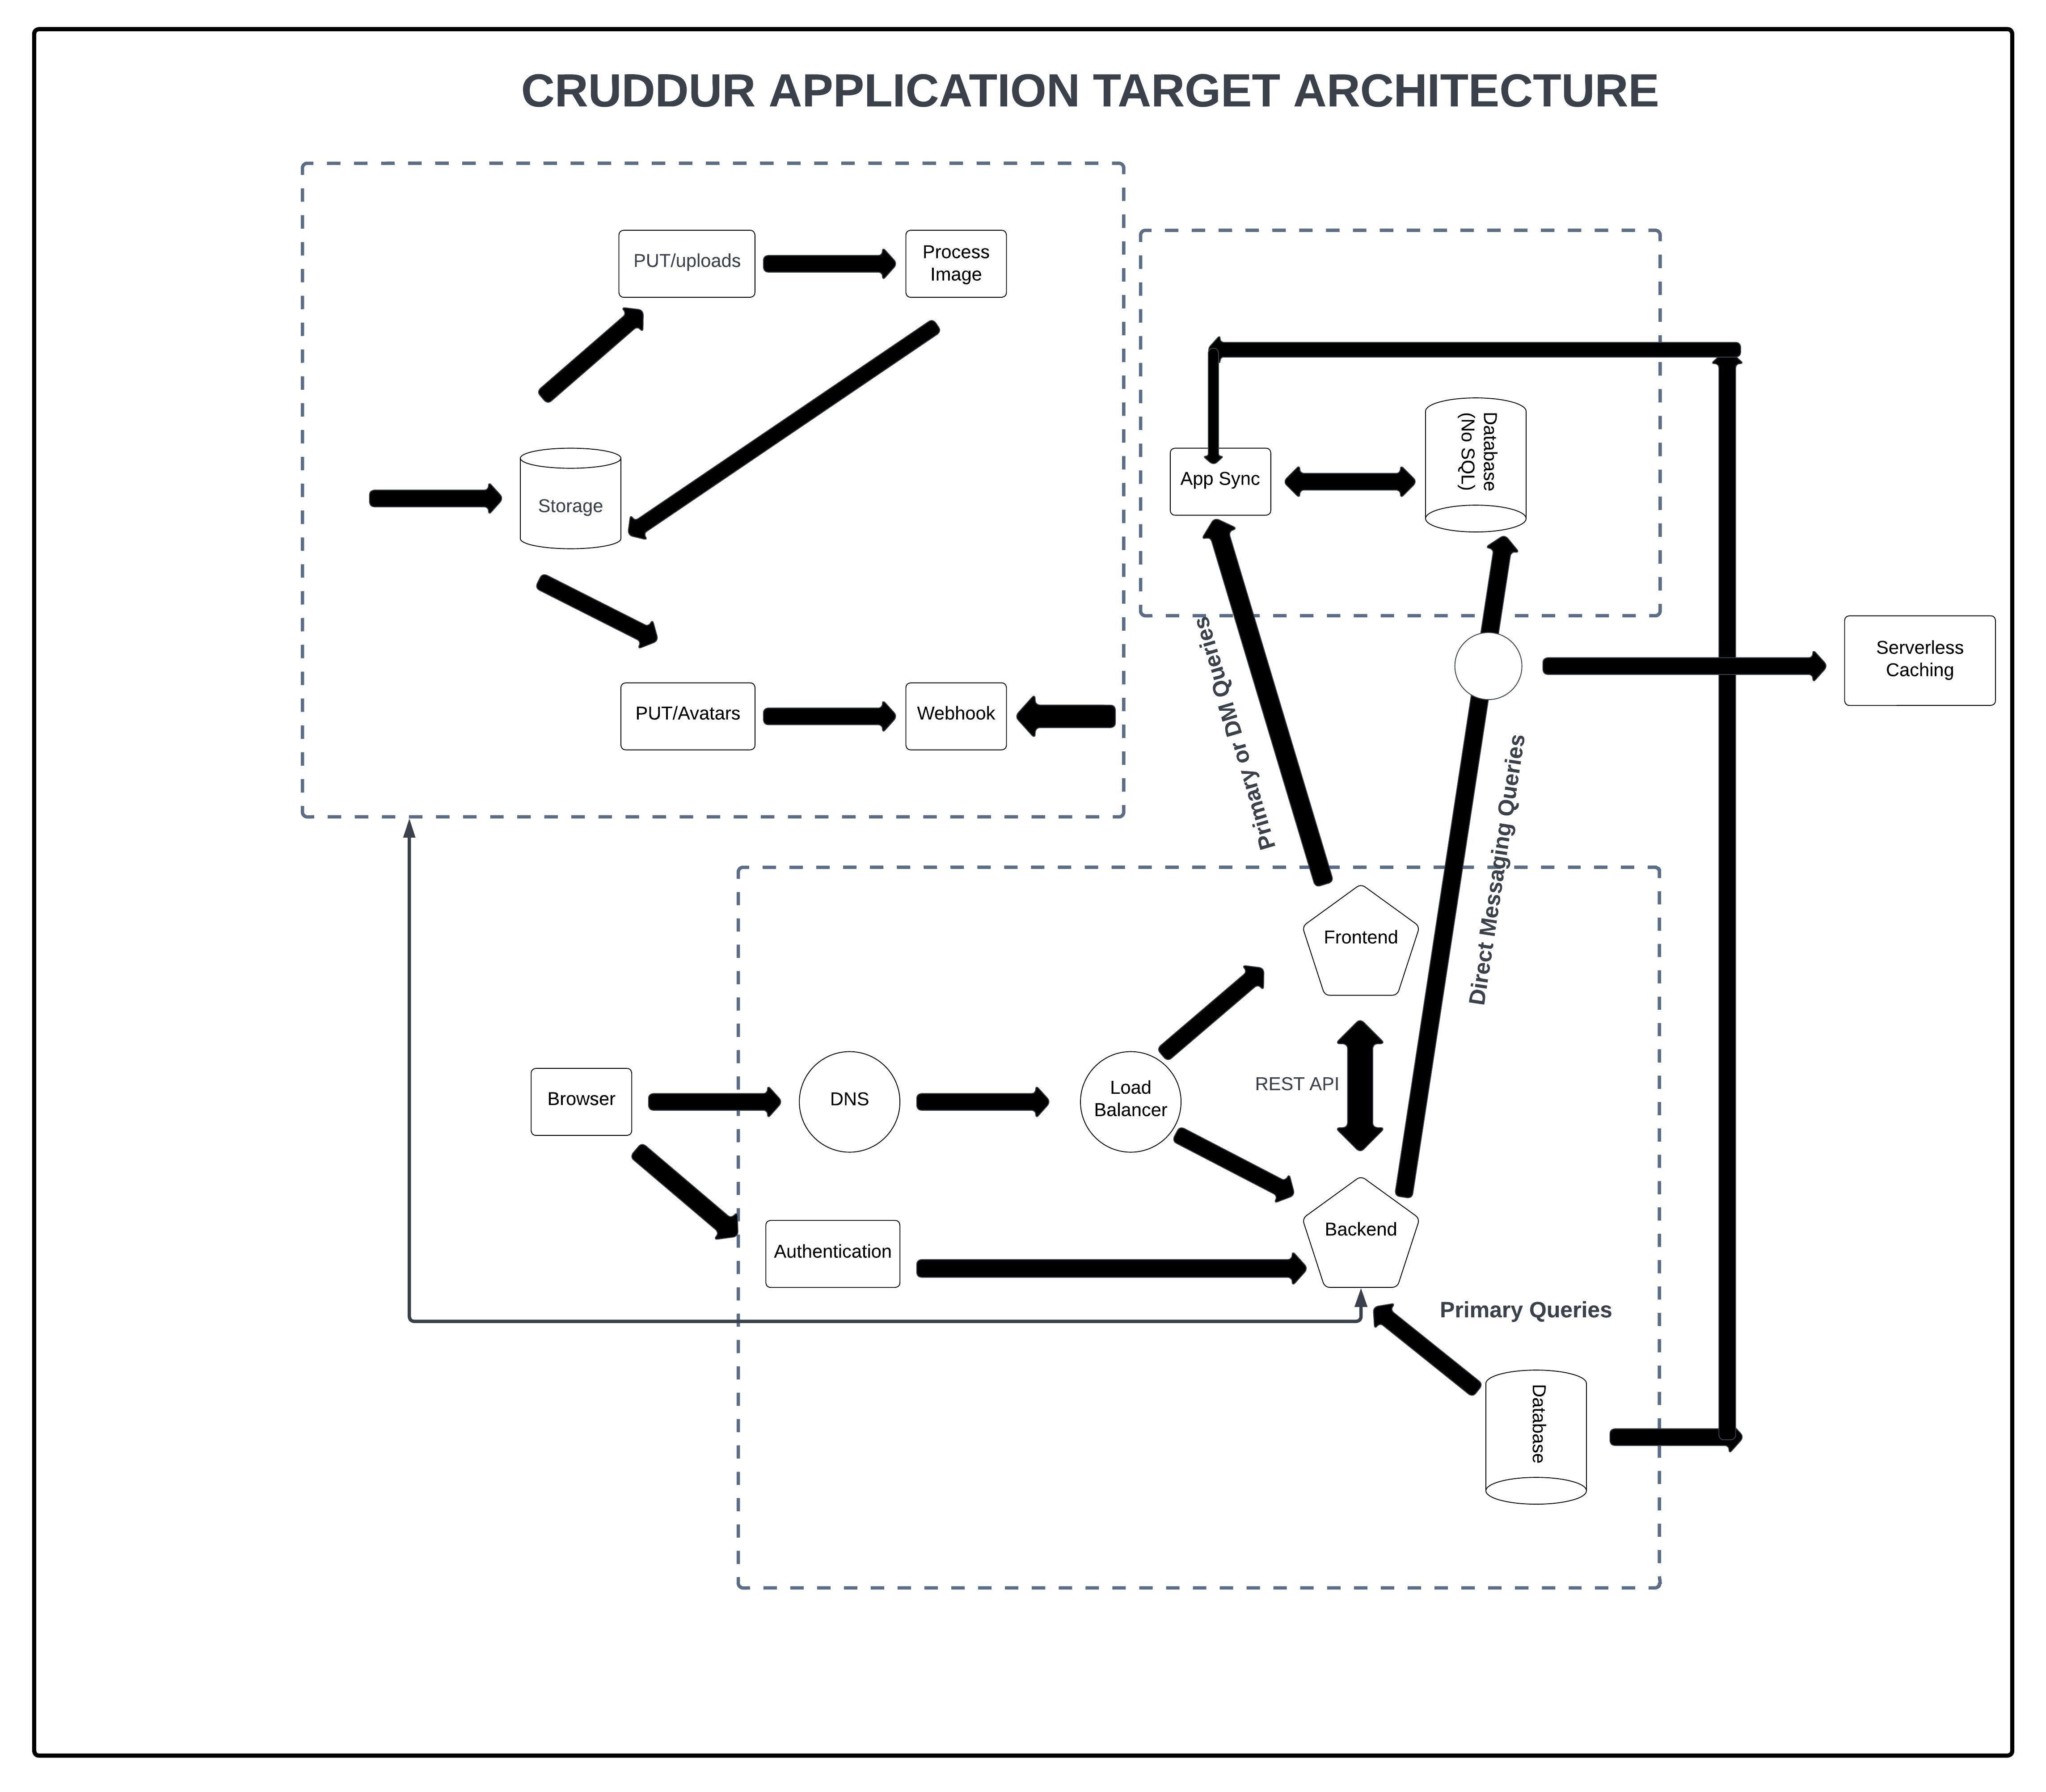 CRUDDUR APPLICATION TARGET ARCHITECTURE
PUT/uploads
Process
Image
Storage
PUT/Avatars
Webhook
App Sync
Database
(No SQL)
Serverless
Caching
Primary or DM Queries
Direct Messaging Queries
Frontend
REST API
Browser
DNS
Load
Balancer
Authentication
Backend
Primary Queries
Database